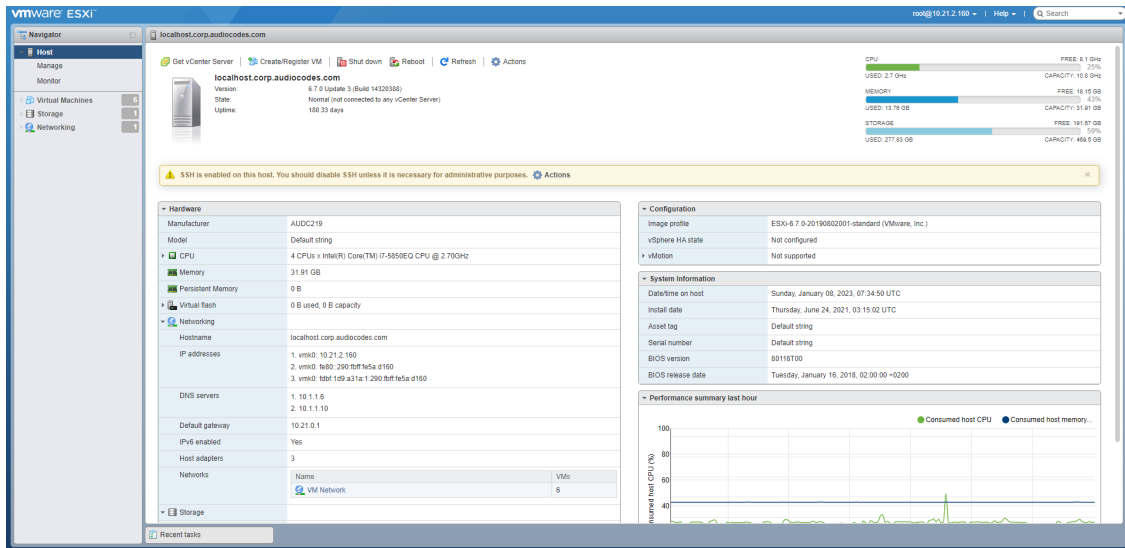 vmware ESXi™
root@10.21.2.160 | Help | Search
Navigator
Host
Manage
Monitor
Virtual Machines 6
Storage 1
Networking 1
localhost.corp.audiocodes.com
Get vCenter Server | Create/Register VM | Shut down Reboot | Refresh | Actions
localhost.corp.audiocodes.com
Version: 6.7.0 Update 3 (Build 14320388)
State: Normal (not connected to any vCenter Server)
Uptime: 180.33 days
CPU FREE: 8.1 GHz
25%
USED: 2.7 GHz CAPACITY: 10.8 GHz
MEMORY FREE: 18.15 GB
43%
USED: 13.76 GB CAPACITY: 31.91 GB
STORAGE FREE: 191.67 GB
59%
USED: 277.83 GB CAPACITY: 469.5 GB
SSH is enabled on this host. You should disable SSH unless it is necessary for administrative purposes. Actions
Hardware
Manufacturer AUDC219
Model Default string
CPU 4 CPUs x Intel(R) Core(TM) i7-5850EQ CPU @ 2.70GHz
Memory 31.91 GB
Persistent Memory 0 B
Virtual flash 0 B used, 0 B capacity
Networking
Hostname localhost.corp.audiocodes.com
IP addresses 1. vmk0: 10.21.2.160
2. vmk0: fe80::290:fbff:fe5a:d160
3. vmk0: fdbf:1d9:a31a:1:290:fbff:fe5a:d160
DNS servers 1. 10.1.1.6
2. 10.1.1.10
Default gateway 10.21.0.1
IPv6 enabled Yes
Host adapters 3
Networks Name VMs
VM Network 6
Storage
Configuration
Image profile ESXi-6.7.0-20190802001-standard (VMware, Inc.)
vSphere HA state Not configured
vMotion Not supported
System Information
Date/time on host Sunday, January 08, 2023, 07:34:50 UTC
Install date Thursday, June 24, 2021, 03:15:02 UTC
Asset tag Default string
Serial number Default string
BIOS version 80116T00
BIOS release date Tuesday, January 16, 2018, 02:00:00 +0200
Performance summary last hour
Consumed host CPU Consumed host memory...
100
80
60
40
onsumed host CPU (%)
Recent tasks